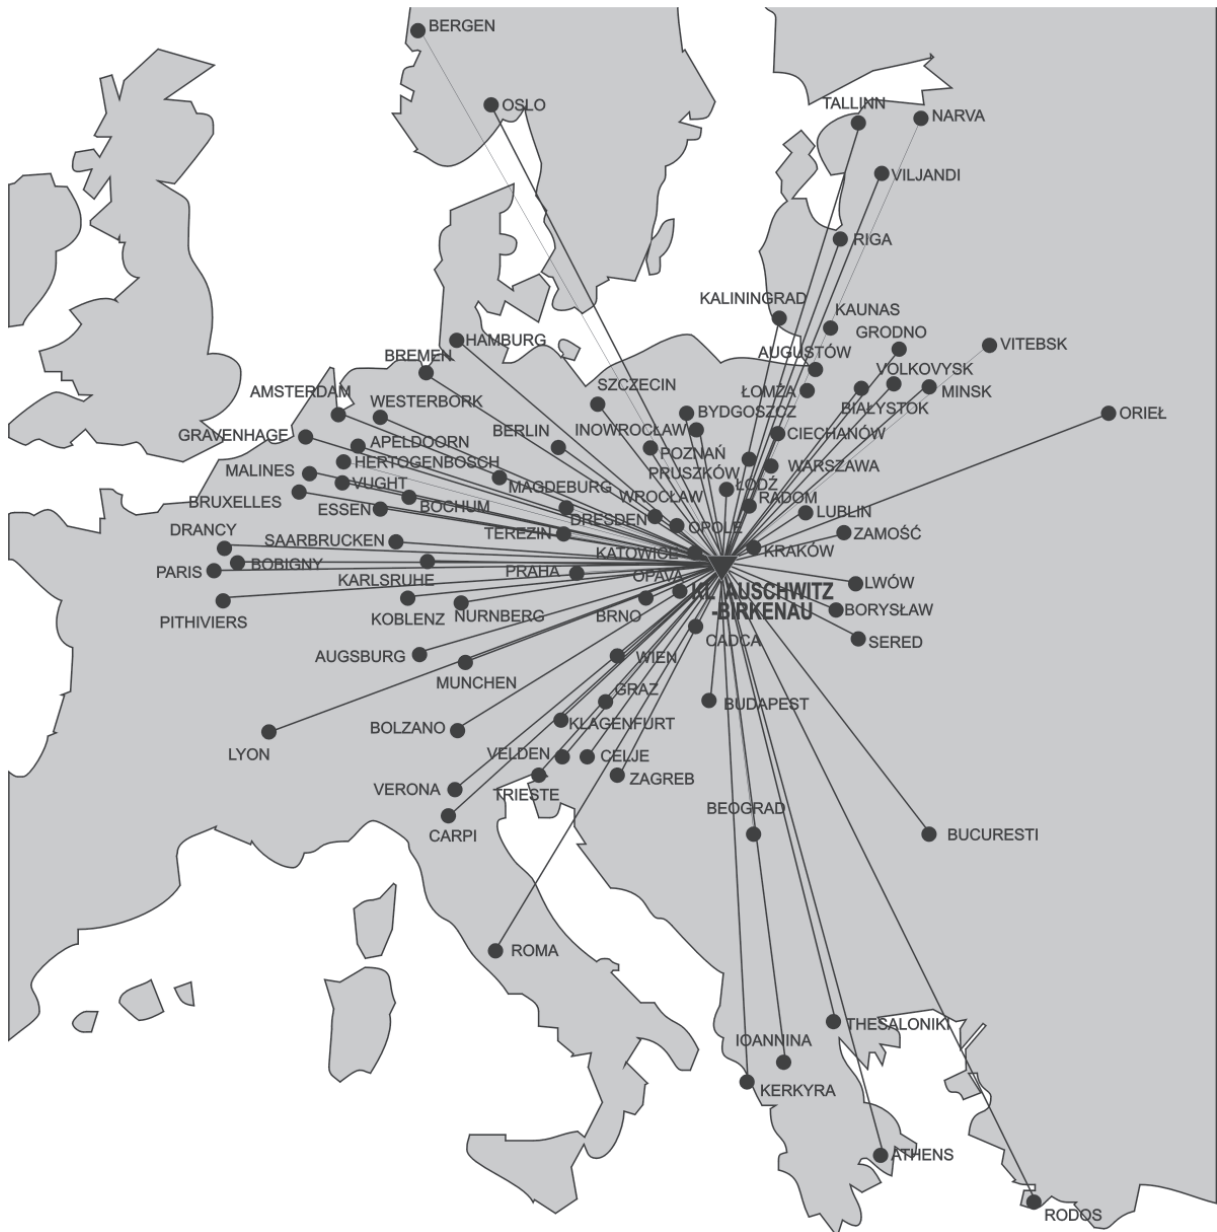 BERGEN
OSLO
TALLINN
NARVA
VILJANDI
RIGA
KALININGRAD
KAUNAS
GRODNO
VITEBSK
HAMBURG
BREMEN
AUGUSTÓW
VOLKOVYSK
SZCZECIN
ŁOMŻA
MINSK
AMSTERDAM
WESTERBORK
BYDGOSZCZ
BIAŁYSTOK
ORIEŁ
GRAVENHAGE
APELDOORN
BERLIN
INOWROCŁAW
CIECHANÓW
HERTOGENBOSCH
POZNAŃ
MALINES
PRUSZKÓW
WARSZAWA
VUGHT
MAGDEBURG
ŁÓDŹ
BRUXELLES
BOCHUM
WROCŁAW
RADOM
ESSEN
DRESDEN
LUBLIN
DRANCY
TEREZIN
OPOLE
ZAMOŚĆ
SAARBRUCKEN
KATOWICE
KRAKÓW
BOBIGNY
PARIS
KARLSRUHE
PRAHA
OPAVA
LWÓW
KL AUSCHWITZ
-BIRKENAU
PITHIVIERS
KOBLENZ
NURNBERG
BRNO
BORYSŁAW
CADCA
SERED
AUGSBURG
WIEN
MUNCHEN
GRAZ
BUDAPEST
BOLZANO
KLAGENFURT
LYON
VELDEN
CELJE
ZAGREB
VERONA
TRIESTE
BEOGRAD
CARPI
BUCURESTI
ROMA
THESALONIKI
IOANNINA
KERKYRA
ATHENS
RODOS